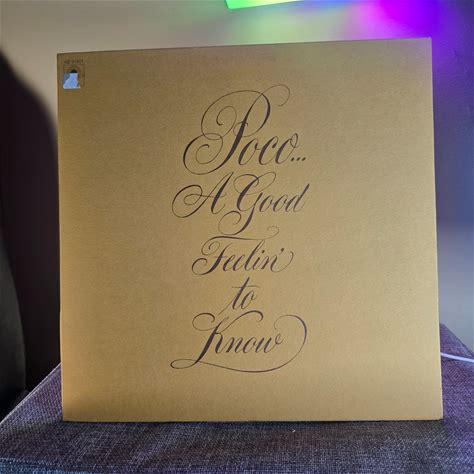 Poco...
A Good
Feelin'
to
Know